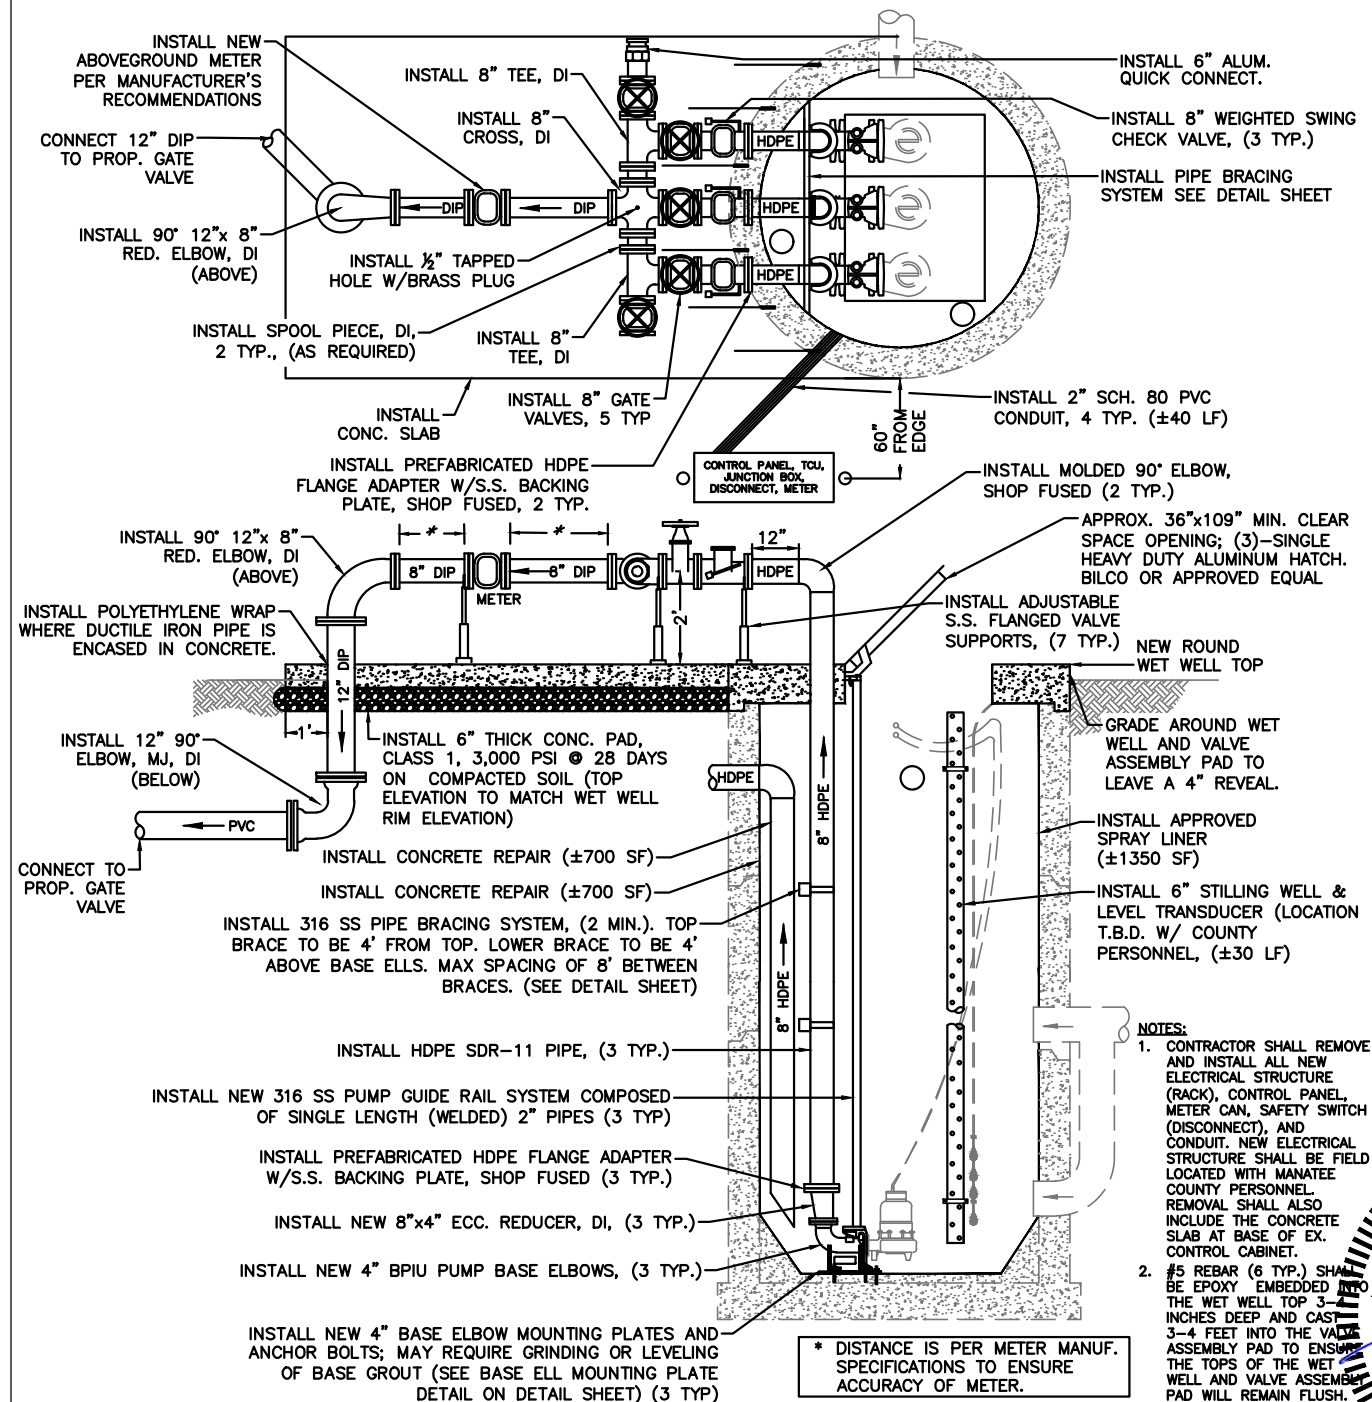 INSTALL NEW
ABOVEGROUND METER
PER MANUFACTURER'S
RECOMMENDATIONS
CONNECT 12" DIP
TO PROP. GATE
VALVE
INSTALL 90° 12"x 8"
RED. ELBOW, DI
(ABOVE)
INSTALL 8" TEE, DI
INSTALL 8"
CROSS, DI
INSTALL ½" TAPPED
HOLE W/BRASS PLUG
INSTALL SPOOL PIECE, DI,
2 TYP., (AS REQUIRED)
INSTALL 8"
TEE, DI
INSTALL
CONC. SLAB
INSTALL 8" GATE
VALVES, 5 TYP
INSTALL PREFABRICATED HDPE
FLANGE ADAPTER W/S.S. BACKING
PLATE, SHOP FUSED, 2 TYP.
DIP
DIP
HDPE
HDPE
HDPE
INSTALL 6" ALUM.
QUICK CONNECT.
INSTALL 8" WEIGHTED SWING
CHECK VALVE, (3 TYP.)
INSTALL PIPE BRACING
SYSTEM SEE DETAIL SHEET
INSTALL 2" SCH. 80 PVC
CONDUIT, 4 TYP. (±40 LF)
60"
FROM
EDGE
CONTROL PANEL, TCU,
JUNCTION BOX,
DISCONNECT, METER
INSTALL MOLDED 90° ELBOW,
SHOP FUSED (2 TYP.)
APPROX. 36"x109" MIN. CLEAR
SPACE OPENING; (3)-SINGLE
HEAVY DUTY ALUMINUM HATCH.
BILCO OR APPROVED EQUAL
INSTALL 90° 12"x 8"
RED. ELBOW, DI
(ABOVE)
*
*
12"
8" DIP
8" DIP
HDPE
METER
2'
INSTALL POLYETHYLENE WRAP
WHERE DUCTILE IRON PIPE IS
ENCASED IN CONCRETE.
INSTALL ADJUSTABLE
S.S. FLANGED VALVE
SUPPORTS, (7 TYP.)
NEW ROUND
WET WELL TOP
12" DIP
1'
INSTALL 12" 90°
ELBOW, MJ, DI
(BELOW)
INSTALL 6" THICK CONC. PAD,
CLASS 1, 3,000 PSI @ 28 DAYS
ON COMPACTED SOIL (TOP
ELEVATION TO MATCH WET WELL
RIM ELEVATION)
GRADE AROUND WET
WELL AND VALVE
ASSEMBLY PAD TO
LEAVE A 4" REVEAL.
HDPE
8" HDPE
PVC
CONNECT TO
PROP. GATE
VALVE
INSTALL CONCRETE REPAIR (±700 SF)
INSTALL CONCRETE REPAIR (±700 SF)
INSTALL APPROVED
SPRAY LINER
(±1350 SF)
INSTALL 6" STILLING WELL &
LEVEL TRANSDUCER (LOCATION
T.B.D. W/ COUNTY
PERSONNEL, (±30 LF)
INSTALL 316 SS PIPE BRACING SYSTEM, (2 MIN.). TOP
BRACE TO BE 4' FROM TOP. LOWER BRACE TO BE 4'
ABOVE BASE ELLS. MAX SPACING OF 8' BETWEEN
BRACES. (SEE DETAIL SHEET)
8" HDPE
INSTALL HDPE SDR-11 PIPE, (3 TYP.)
INSTALL NEW 316 SS PUMP GUIDE RAIL SYSTEM COMPOSED
OF SINGLE LENGTH (WELDED) 2" PIPES (3 TYP)
INSTALL PREFABRICATED HDPE FLANGE ADAPTER
W/S.S. BACKING PLATE, SHOP FUSED (3 TYP.)
INSTALL NEW 8"x4" ECC. REDUCER, DI, (3 TYP.)
INSTALL NEW 4" BPIU PUMP BASE ELBOWS, (3 TYP.)
INSTALL NEW 4" BASE ELBOW MOUNTING PLATES AND
ANCHOR BOLTS; MAY REQUIRE GRINDING OR LEVELING
OF BASE GROUT (SEE BASE ELL MOUNTING PLATE
DETAIL ON DETAIL SHEET) (3 TYP)
* DISTANCE IS PER METER MANUF.
SPECIFICATIONS TO ENSURE
ACCURACY OF METER.
NOTES:
1. CONTRACTOR SHALL REMOVE
AND INSTALL ALL NEW
ELECTRICAL STRUCTURE
(RACK), CONTROL PANEL,
METER CAN, SAFETY SWITCH
(DISCONNECT), AND
CONDUIT. NEW ELECTRICAL
STRUCTURE SHALL BE FIELD
LOCATED WITH MANATEE
COUNTY PERSONNEL.
REMOVAL SHALL ALSO
INCLUDE THE CONCRETE
SLAB AT BASE OF EX.
CONTROL CABINET.
2. #5 REBAR (6 TYP.) SHALL
BE EPOXY EMBEDDED INTO
THE WET WELL TOP 3-4
INCHES DEEP AND CAST
3-4 FEET INTO THE VALVE
ASSEMBLY PAD TO ENSURE
THE TOPS OF THE WET
WELL AND VALVE ASSEMBLY
PAD WILL REMAIN FLUSH.